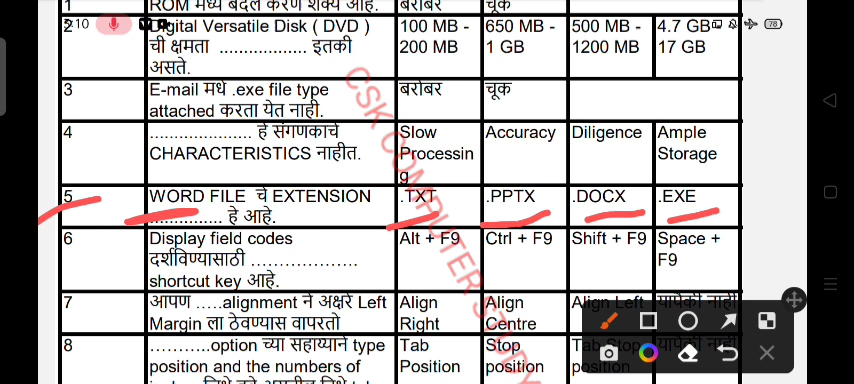 1 ROM मध्ये बदल करणे शक्य आहे. बरोबर चूक
5:10 78
2 Digital Versatile Disk ( DVD ) 100 MB - 650 MB - 500 MB - 4.7 GB -
ची क्षमता .................. इतकी 200 MB 1 GB 1200 MB 17 GB
असते.
3 E-mail मधे .exe file type बरोबर चूक
attached करता येत नाही.
4 ..................... हे संगणकाचे Slow Accuracy Diligence Ample
CHARACTERISTICS नाहीत. Processin Storage
g
5 WORD FILE चे EXTENSION .TXT .PPTX .DOCX .EXE
............... हे आहे.
6 Display field codes Alt + F9 Ctrl + F9 Shift + F9 Space +
दर्शविण्यासाठी ................... F9
shortcut key आहे.
7 आपण .....alignment ने अक्षरे Left Align Align Align Left यापैकी नाही
Margin ला ठेवण्यास वापरतो Right Centre
8 ...........option च्या सहाय्याने type Tab Stop Tab Stop यापैकी नाही
position and the numbers of Position position position
CSK COMPUTER STUDY